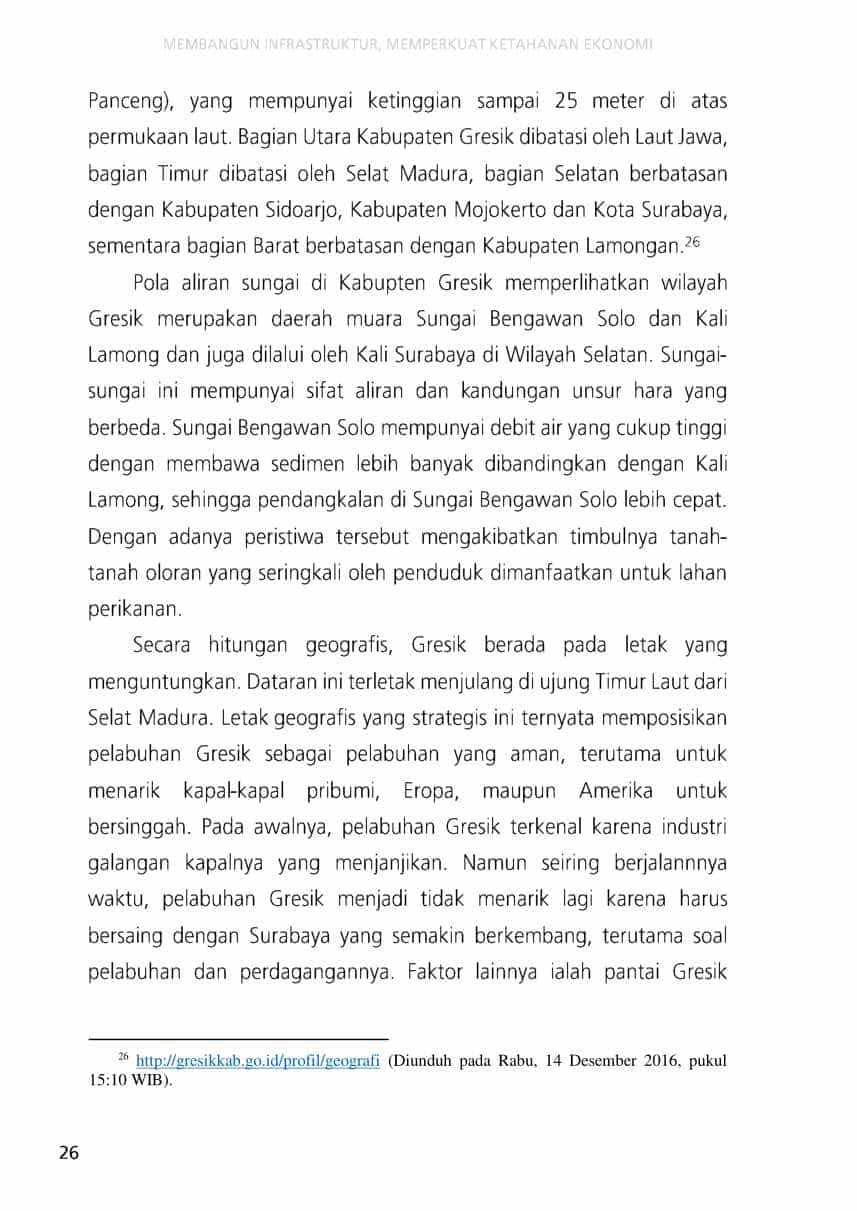 MEMBANGUN INFRASTRUKTUR, MEMPERKUAT KETAHANAN EKONOMI
Panceng), yang mempunyai ketinggian sampai 25 meter di atas
permukaan laut. Bagian Utara Kabupaten Gresik dibatasi oleh Laut Jawa,
bagian Timur dibatasi oleh Selat Madura, bagian Selatan berbatasan
dengan Kabupaten Sidoarjo, Kabupaten Mojokerto dan Kota Surabaya,
sementara bagian Barat berbatasan dengan Kabupaten Lamongan.26
Pola aliran sungai di Kabupten Gresik memperlihatkan wilayah
Gresik merupakan daerah muara Sungai Bengawan Solo dan Kali
Lamong dan juga dilalui oleh Kali Surabaya di Wilayah Selatan. Sungai-
sungai ini mempunyai sifat aliran dan kandungan unsur hara yang
berbeda. Sungai Bengawan Solo mempunyai debit air yang cukup tinggi
dengan membawa sedimen lebih banyak dibandingkan dengan Kali
Lamong, sehingga pendangkalan di Sungai Bengawan Solo lebih cepat.
Dengan adanya peristiwa tersebut mengakibatkan timbulnya tanah-
tanah oloran yang seringkali oleh penduduk dimanfaatkan untuk lahan
perikanan.
Secara hitungan geografis, Gresik berada pada letak yang
menguntungkan. Dataran ini terletak menjulang di ujung Timur Laut dari
Selat Madura. Letak geografis yang strategis ini ternyata memposisikan
pelabuhan Gresik sebagai pelabuhan yang aman, terutama untuk
menarik kapal-kapal pribumi, Eropa, maupun Amerika untuk
bersinggah. Pada awalnya, pelabuhan Gresik terkenal karena industri
galangan kapalnya yang menjanjikan. Namun seiring berjalannnya
waktu, pelabuhan Gresik menjadi tidak menarik lagi karena harus
bersaing dengan Surabaya yang semakin berkembang, terutama soal
pelabuhan dan perdagangannya. Faktor lainnya ialah pantai Gresik
26 http://gresikkab.go.id/profil/geografi (Diunduh pada Rabu, 14 Desember 2016, pukul
15:10 WIB).
26